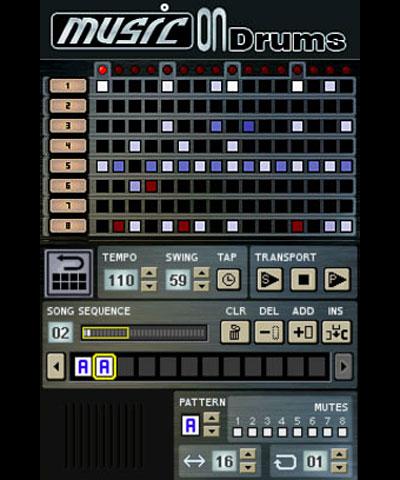 music on Drums
1
2
3
4
5
6
7
8
TEMPO SWING TAP TRANSPORT
110 59 S P
SONG SEQUENCE CLR DEL ADD INS
02
A A
PATTERN MUTES
A 1 2 3 4 5 6 7 8
16 01